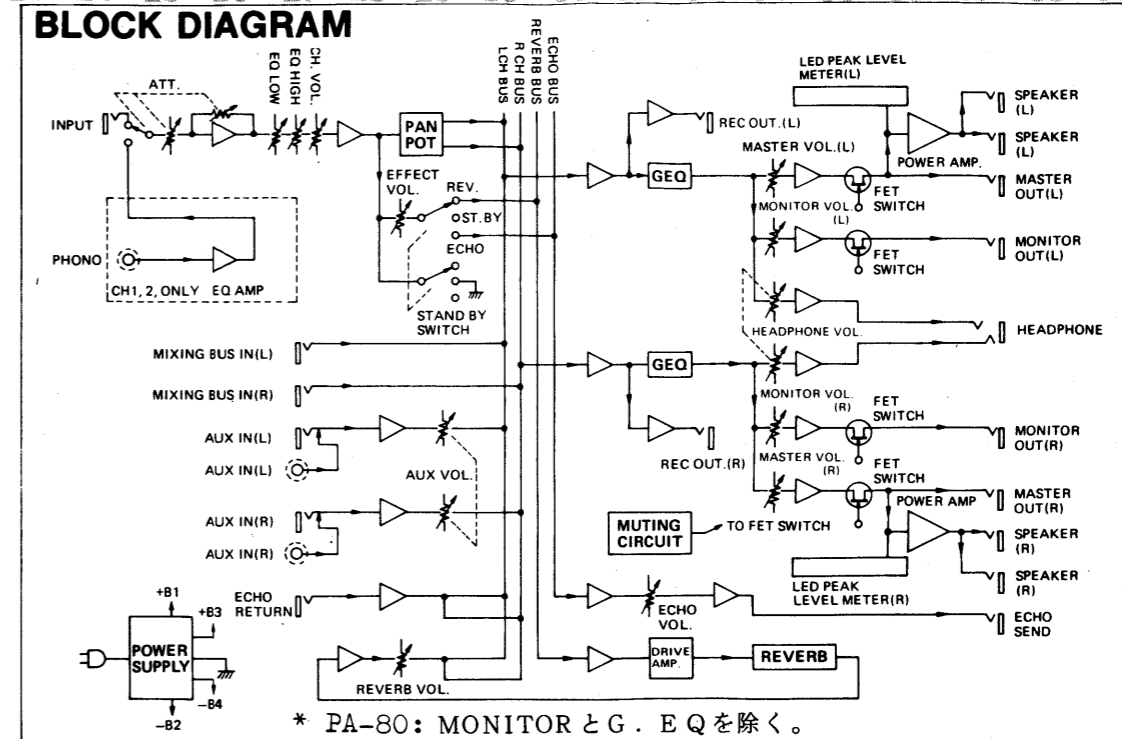 BLOCK DIAGRAM
ATT.
EQ LOW
EQ HIGH
CH. VOL.
LCH BUS
R CH BUS
REVERB BUS
ECHO BUS
INPUT
PAN
POT
EFFECT
VOL.
REV.
ST. BY
ECHO
STAND BY
SWITCH
PHONO
CH1, 2, ONLY EQ AMP
MIXING BUS IN(L)
MIXING BUS IN(R)
AUX IN(L)
AUX IN(L)
AUX VOL.
AUX IN(R)
AUX IN(R)
ECHO
RETURN
REVERB VOL.
+B1
+B3
POWER
SUPPLY
-B4
-B2
LED PEAK LEVEL
METER(L)
SPEAKER
(L)
SPEAKER
(L)
REC OUT.(L)
MASTER VOL.(L)
POWER AMP.
GEQ
FET
SWITCH
MASTER
OUT(L)
MONITOR VOL.
(L)
FET
SWITCH
MONITOR
OUT(L)
HEADPHONE VOL.
HEADPHONE
GEQ
MONITOR VOL.
(R)
FET
SWITCH
MONITOR
OUT(R)
REC OUT.(R)
MASTER VOL.
(R)
FET
SWITCH
POWER AMP
MASTER
OUT(R)
MUTING
CIRCUIT
TO FET SWITCH
SPEAKER
(R)
LED PEAK
LEVEL METER(R)
SPEAKER
(R)
ECHO
VOL.
ECHO
SEND
DRIVE
AMP.
REVERB
* PA-80: MONITORとG. EQを除く。